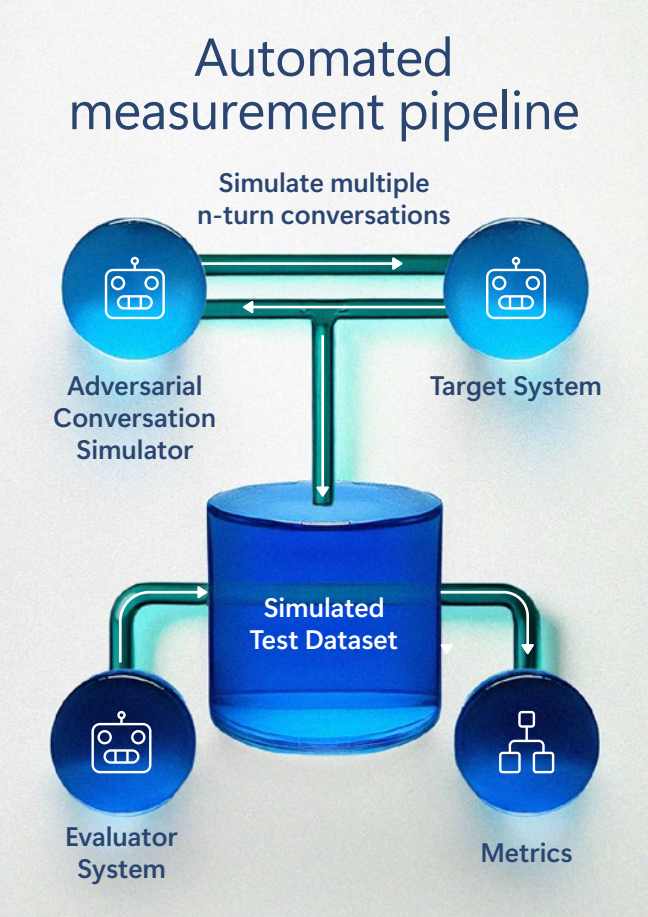 Automated
measurement pipeline
Simulate multiple
n-turn conversations
Adversarial
Conversation
Simulator
Target System
Simulated
Test Dataset
Evaluator
System
Metrics